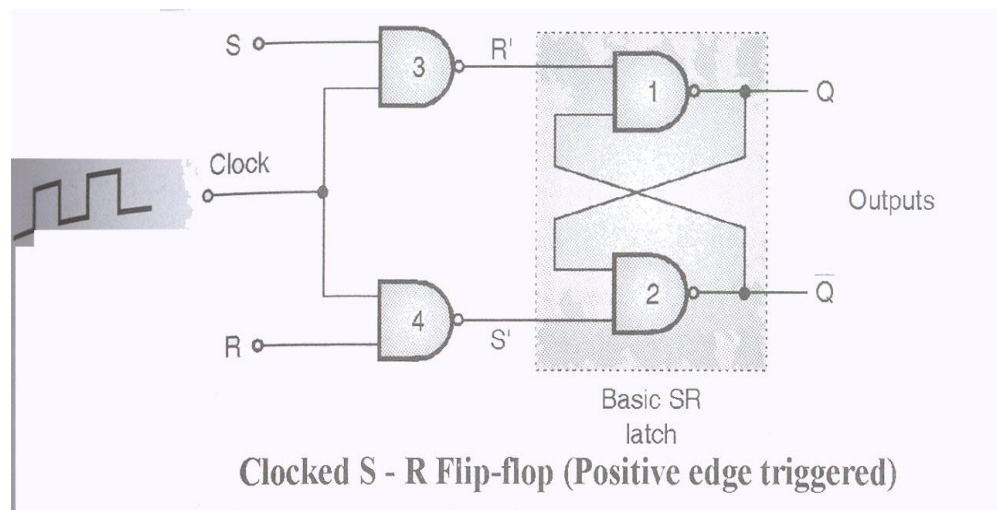 S
3
R'
1
Q
Clock
Outputs
4
R
S'
2
Q̅
Basic SR
latch
Clocked S - R Flip-flop (Positive edge triggered)